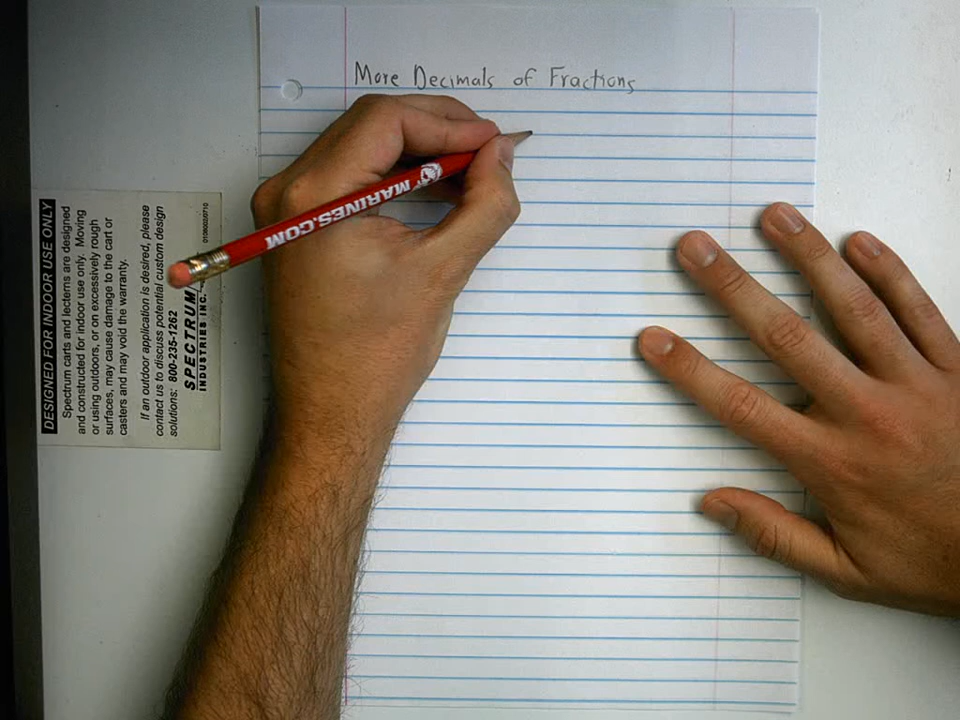 More Decimals of Fractions
MARINES.COM
DESIGNED FOR INDOOR USE ONLY
Spectrum carts and lecterns are designed
and constructed for indoor use only. Moving
or using outdoors, or on excessively rough
surfaces, may cause damage to the cart or
casters and may void the warranty.
If an outdoor application is desired, please
contact us to discuss potential custom design
solutions: 800-235-1262
SPECTRUM
INDUSTRIES INC.